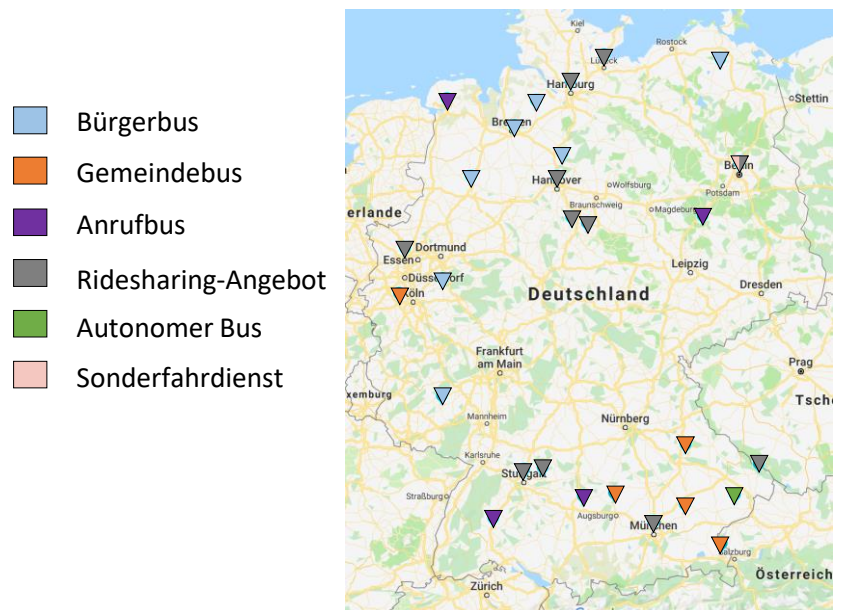 Bürgerbus
Gemeindebus
Anrufbus
Ridesharing-Angebot
Autonomer Bus
Sonderfahrdienst
Kiel
Rostock
Lübeck
Hamburg
Stettin
Bremen
Berlin
Hannover
Wolfsburg
Potsdam
Braunschweig
Magdeburg
erlande
Dortmund
Essen
Leipzig
Düsseldorf
Dresden
Köln
Deutschland
Frankfurt
am Main
Prag
xemburg
Tsche
Mannheim
Nürnberg
Karlsruhe
Stuttgart
Straßburg
Augsburg
München
Salzburg
Österreich
Zürich